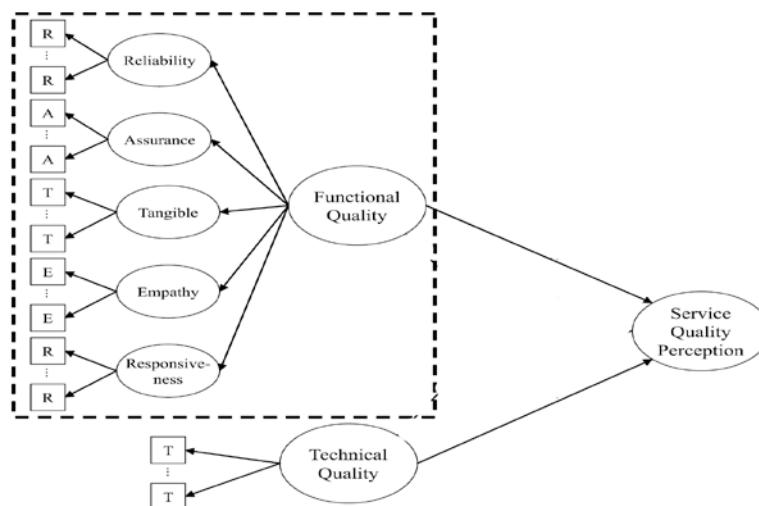 R
⋮
R
Reliability
A
⋮
A
Assurance
T
⋮
T
Tangible
E
⋮
E
Empathy
R
⋮
R
Responsive-
ness
Functional
Quality
Service
Quality
Perception
T
⋮
T
Technical
Quality